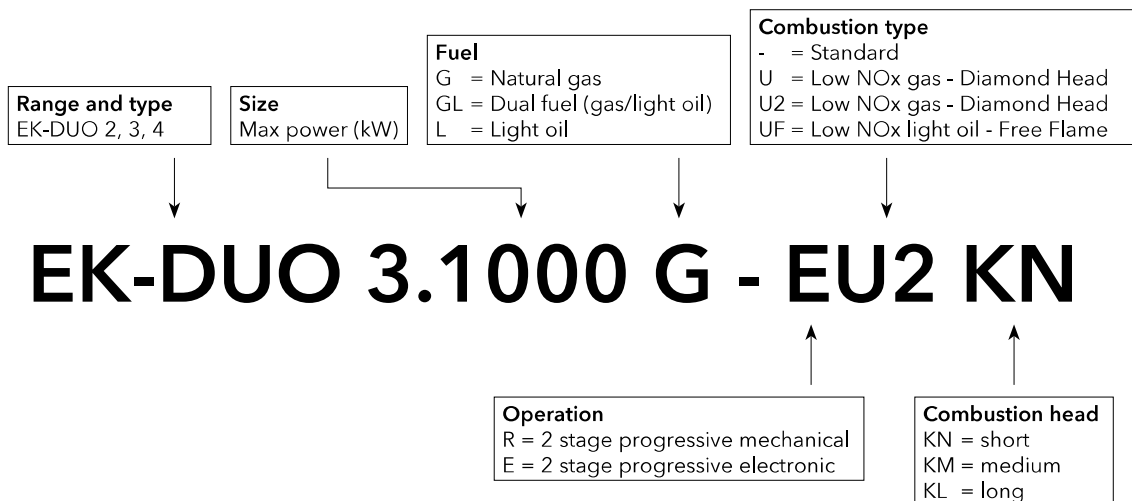 Combustion type
- = Standard
U = Low NOx gas - Diamond Head
U2 = Low NOx gas - Diamond Head
UF = Low NOx light oil - Free Flame
Fuel
G = Natural gas
GL = Dual fuel (gas/light oil)
L = Light oil
Range and type
EK-DUO 2, 3, 4
Size
Max power (kW)
EK-DUO 3.1000 G - EU2 KN
Operation
R = 2 stage progressive mechanical
E = 2 stage progressive electronic
Combustion head
KN = short
KM = medium
KL = long